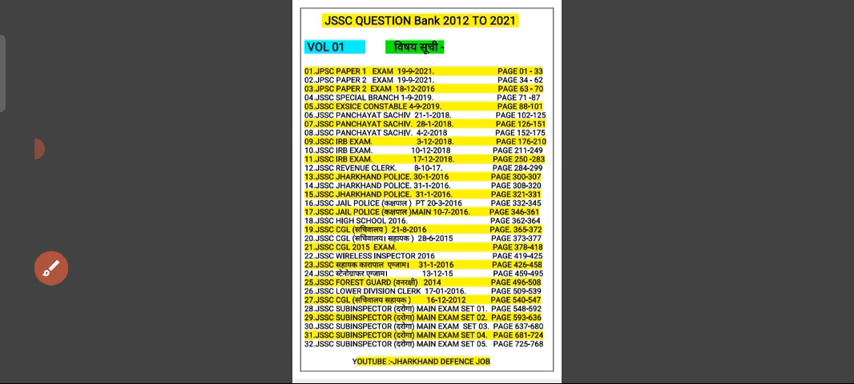 JSSC QUESTION Bank 2012 TO 2021
VOL 01 विषय सूची -
01.JPSC PAPER 1 EXAM 19-9-2021. PAGE 01 - 33
02.JPSC PAPER 2 EXAM 19-9-2021. PAGE 34 - 62
03.JPSC PAPER 2 EXAM 18-12-2016 PAGE 63 - 70
04.JSSC SPECIAL BRANCH 1-9-2019. PAGE 71 -87
05.JSSC EXSICE CONSTABLE 4-9-2019. PAGE 88-101
06.JSSC PANCHAYAT SACHIV 21-1-2018. PAGE 102-125
07.JSSC PANCHAYAT SACHIV. 28-1-2018. PAGE 126-151
08.JSSC PANCHAYAT SACHIV. 4-2-2018 PAGE 152-175
09.JSSC IRB EXAM. 3-12-2018. PAGE 176-210
10.JSSC IRB EXAM. 10-12-2018 PAGE 211-249
11.JSSC IRB EXAM. 17-12-2018. PAGE 250 -283
12.JSSC REVENUE CLERK. 8-10-17. PAGE 284-299
13.JSSC JHARKHAND POLICE. 30-1-2016 PAGE 300-307
14.JSSC JHARKHAND POLICE. 31-1-2016. PAGE 308-320
15.JSSC JHARKHAND POLICE. 31-1-2016 PAGE 321-331
16.JSSC JAIL POLICE (कक्षपाल ) PT 20-3-2016 PAGE 332-345
17.JSSC JAIL POLICE (कक्षपाल )MAIN 10-7-2016. PAGE 346-361
18.JSSC HIGH SCHOOL 2016. PAGE 362-364
19.JSSC CGL (सचिवालय ) 21-8-2016 PAGE. 365-372
20.JSSC CGL (सचिवालय। सहायक ) 28-6-2015 PAGE 373-377
21.JSSC CGL 2015 EXAM. PAGE 378-418
22.JSSC WIRELESS INSPECTOR 2016 PAGE 419-425
23.JSSC सहायक कारापाल एग्जाम। 31-1-2016 PAGE 426-458
24.JSSC स्टेनोग्राफर एग्जाम। 13-12-15 PAGE 459-495
25.JSSC FOREST GUARD (वनरक्षी) 2014 PAGE 496-508
26.JSSC LOWER DIVISION CLERK 17-01-2016. PAGE 509-539
27.JSSC CGL (सचिवालय सहायक ) 16-12-2012 PAGE 540-547
28.JSSC SUBINSPECTOR (दरोगा) MAIN EXAM SET 01. PAGE 548-592
29.JSSC SUBINSPECTOR (दरोगा) MAIN EXAM SET 02. PAGE 593-636
30.JSSC SUBINSPECTOR (दरोगा) MAIN EXAM SET 03. PAGE 637-680
31.JSSC SUBINSPECTOR (दरोगा) MAIN EXAM SET 04. PAGE 681-724
32.JSSC SUBINSPECTOR (दरोगा) MAIN EXAM SET 05. PAGE 725-768
YOUTUBE :-JHARKHAND DEFENCE JOB